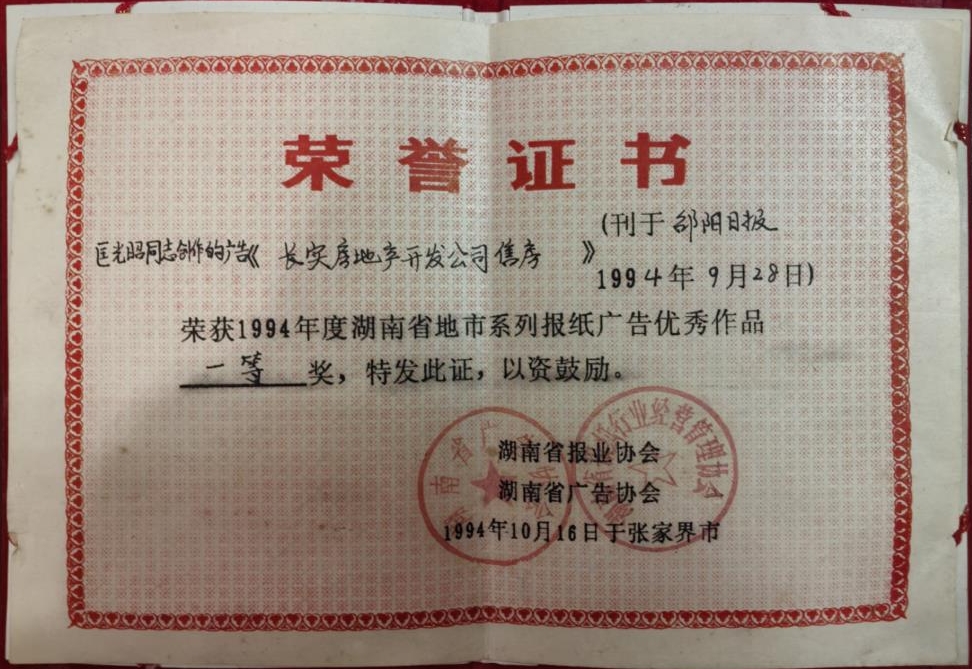 荣誉证书
(刊于 邵阳日报
匡光昭同志创作的广告《 长安房地产开发公司售房 》
1994年9月28日)
荣获1994年度湖南省地市系列报纸广告优秀作品
一等奖，特发此证，以资鼓励。
湖南省报业协会
湖南省广告协会
1994年10月16日于张家界市